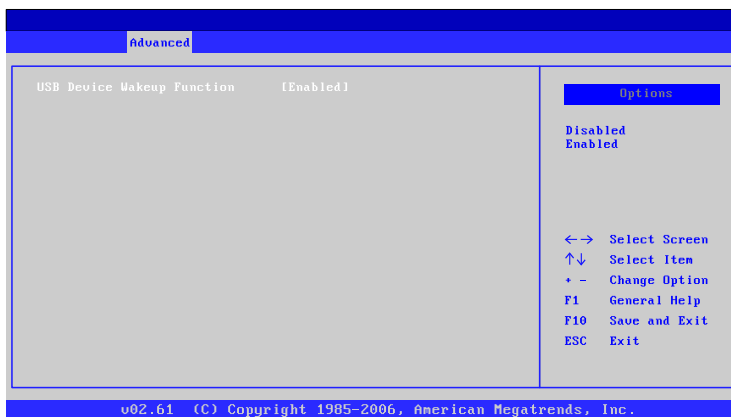 Advanced
USB Device Wakeup Function [Enabled]
Options
Disabled
Enabled
←→ Select Screen
↑↓ Select Item
+ - Change Option
F1 General Help
F10 Save and Exit
ESC Exit
v02.61 (C) Copyright 1985-2006, American Megatrends, Inc.